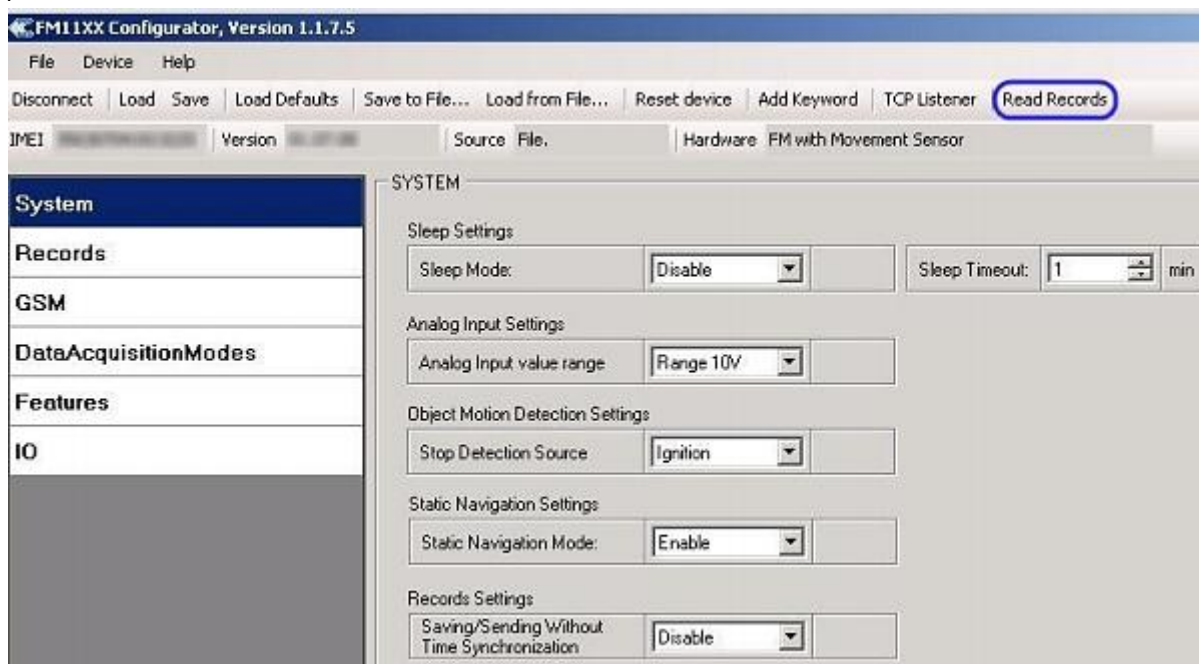 FM11XX Configurator, Version 1.1.7.5
File Device Help
Disconnect Load Save Load Defaults Save to File... Load from File... Reset device Add Keyword TCP Listener Read Records
IMEI Version Source File. Hardware FM with Movement Sensor
System
Records
GSM
DataAcquisitionModes
Features
IO
SYSTEM
Sleep Settings
Sleep Mode: Disable Sleep Timeout: 1 min
Analog Input Settings
Analog Input value range Range 10V
Object Motion Detection Settings
Stop Detection Source Ignition
Static Navigation Settings
Static Navigation Mode: Enable
Records Settings
Saving/Sending Without
Time Synchronization Disable